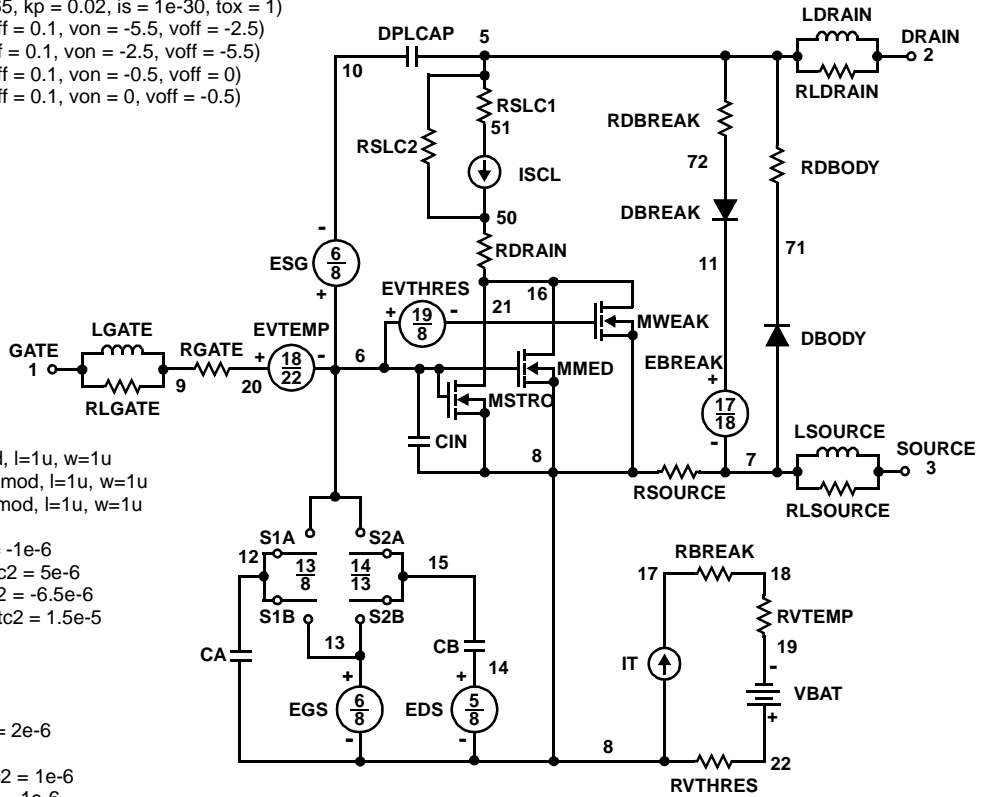 65, kp = 0.02, is = 1e-30, tox = 1)
off = 0.1, von = -5.5, voff = -2.5)
f = 0.1, von = -2.5, voff = -5.5)
ff = 0.1, von = -0.5, voff = 0)
ff = 0.1, von = 0, voff = -0.5)
DPLCAP
5
10
LDRAIN
DRAIN
2
RLDRAIN
RSLC1
51
RSLC2
ISCL
50
RDRAIN
RDBREAK
72
DBREAK
11
RDBODY
71
DBODY
ESG
-
6
8
+
EVTHRES
+
19
8
-
21
16
MWEAK
MMED
MSTRO
EBREAK
+
17
18
-
GATE
1
LGATE
RLGATE
9
RGATE
20
EVTEMP
+
18
22
-
6
CIN
8
RSOURCE
7
LSOURCE
SOURCE
3
RLSOURCE
d, l=1u, w=1u
mod, l=1u, w=1u
mod, l=1u, w=1u
= -1e-6
c2 = 5e-6
2 = -6.5e-6
tc2 = 1.5e-5
= 2e-6
c2 = 1e-6
S1A
S2A
12
13
8
14
13
15
S1B
S2B
13
CA
CB
14
+
EGS
6
8
-
+
EDS
5
8
-
8
RBREAK
17
18
RVTEMP
19
IT
-
VBAT
+
22
RVTHRES